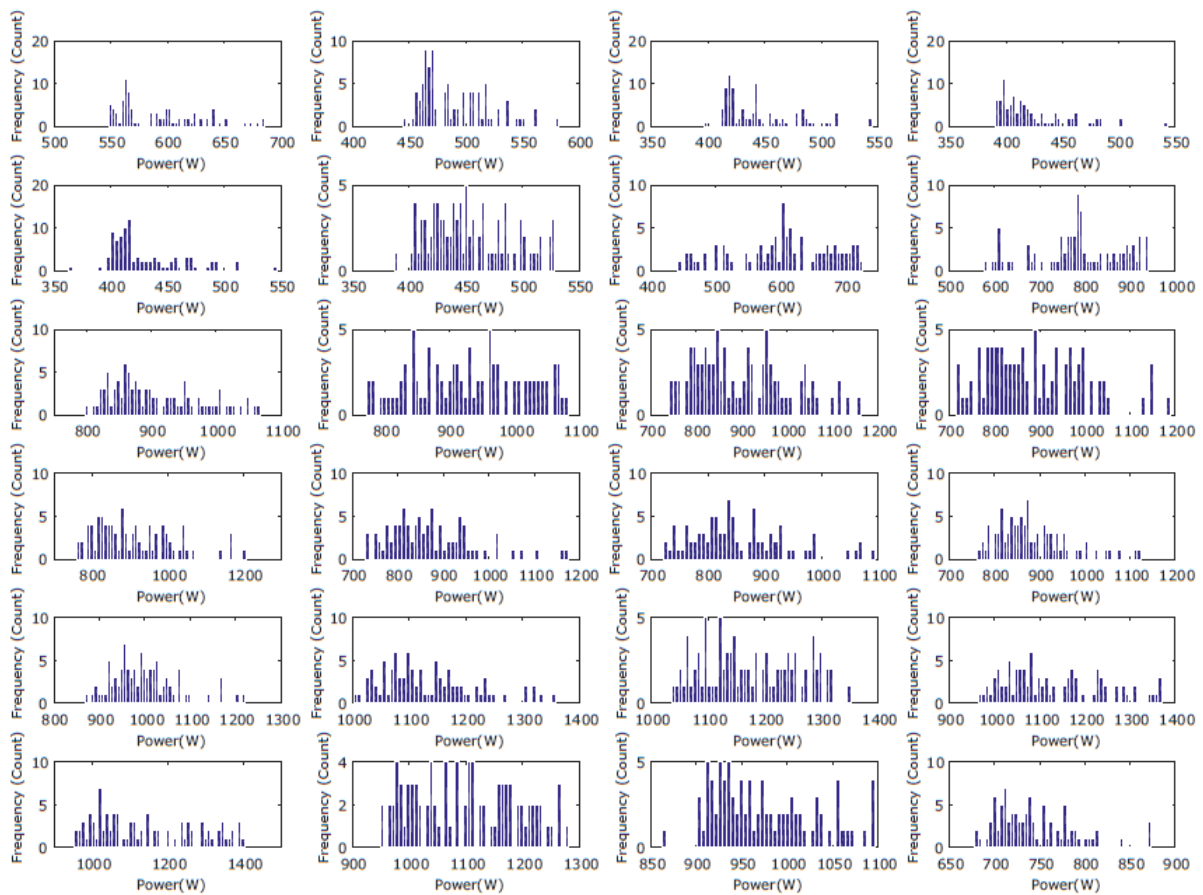 Frequency (Count)
20
10
0
500 550 600 650 700
Power(W)
Frequency (Count)
10
5
0
400 450 500 550 600
Power(W)
Frequency (Count)
20
10
0
350 400 450 500 550
Power(W)
Frequency (Count)
20
10
0
350 400 450 500 550
Power(W)
Frequency (Count)
20
10
0
350 400 450 500 550
Power(W)
Frequency (Count)
5
0
350 400 450 500 550
Power(W)
Frequency (Count)
10
5
0
400 500 600 700
Power(W)
Frequency (Count)
10
5
0
500 600 700 800 900 1000
Power(W)
Frequency (Count)
10
5
0
800 900 1000 1100
Power(W)
Frequency (Count)
5
0
750 800 900 1000 1100
Power(W)
Frequency (Count)
5
0
700 800 900 1000 1100 1200
Power(W)
Frequency (Count)
5
0
700 800 900 1000 1100 1200
Power(W)
Frequency (Count)
10
5
0
800 1000 1200
Power(W)
Frequency (Count)
10
5
0
700 800 900 1000 1100 1200
Power(W)
Frequency (Count)
10
5
0
700 800 900 1000 1100
Power(W)
Frequency (Count)
10
5
0
700 800 900 1000 1100 1200
Power(W)
Frequency (Count)
10
5
0
800 900 1000 1100 1200 1300
Power(W)
Frequency (Count)
10
5
0
1000 1100 1200 1300 1400
Power(W)
Frequency (Count)
5
0
1000 1100 1200 1300 1400
Power(W)
Frequency (Count)
10
5
0
900 1000 1100 1200 1300 1400
Power(W)
Frequency (Count)
10
5
0
1000 1200 1400
Power(W)
Frequency (Count)
4
2
0
900 1000 1100 1200 1300
Power(W)
Frequency (Count)
5
0
850 900 950 1000 1050 1100
Power(W)
Frequency (Count)
10
5
0
650 700 750 800 850 900
Power(W)